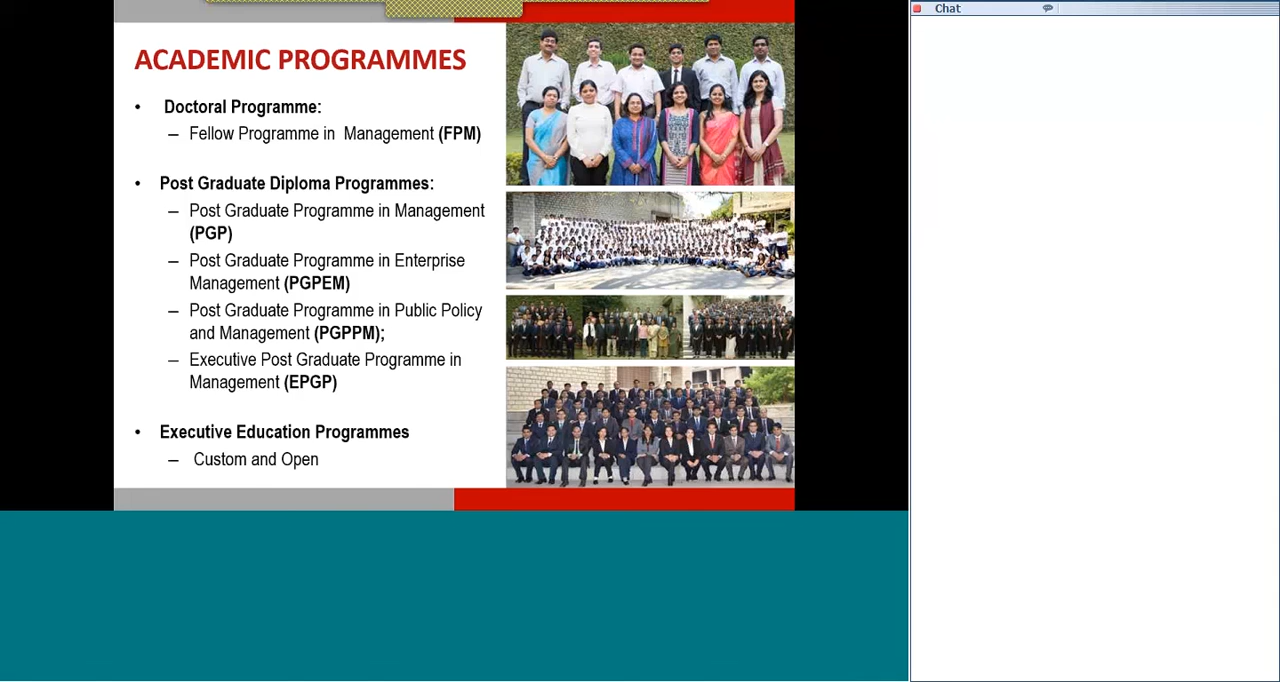 ACADEMIC PROGRAMMES
• Doctoral Programme:
– Fellow Programme in Management (FPM)
• Post Graduate Diploma Programmes:
– Post Graduate Programme in Management
(PGP)
– Post Graduate Programme in Enterprise
Management (PGPEM)
– Post Graduate Programme in Public Policy
and Management (PGPPM);
– Executive Post Graduate Programme in
Management (EPGP)
• Executive Education Programmes
– Custom and Open
Chat